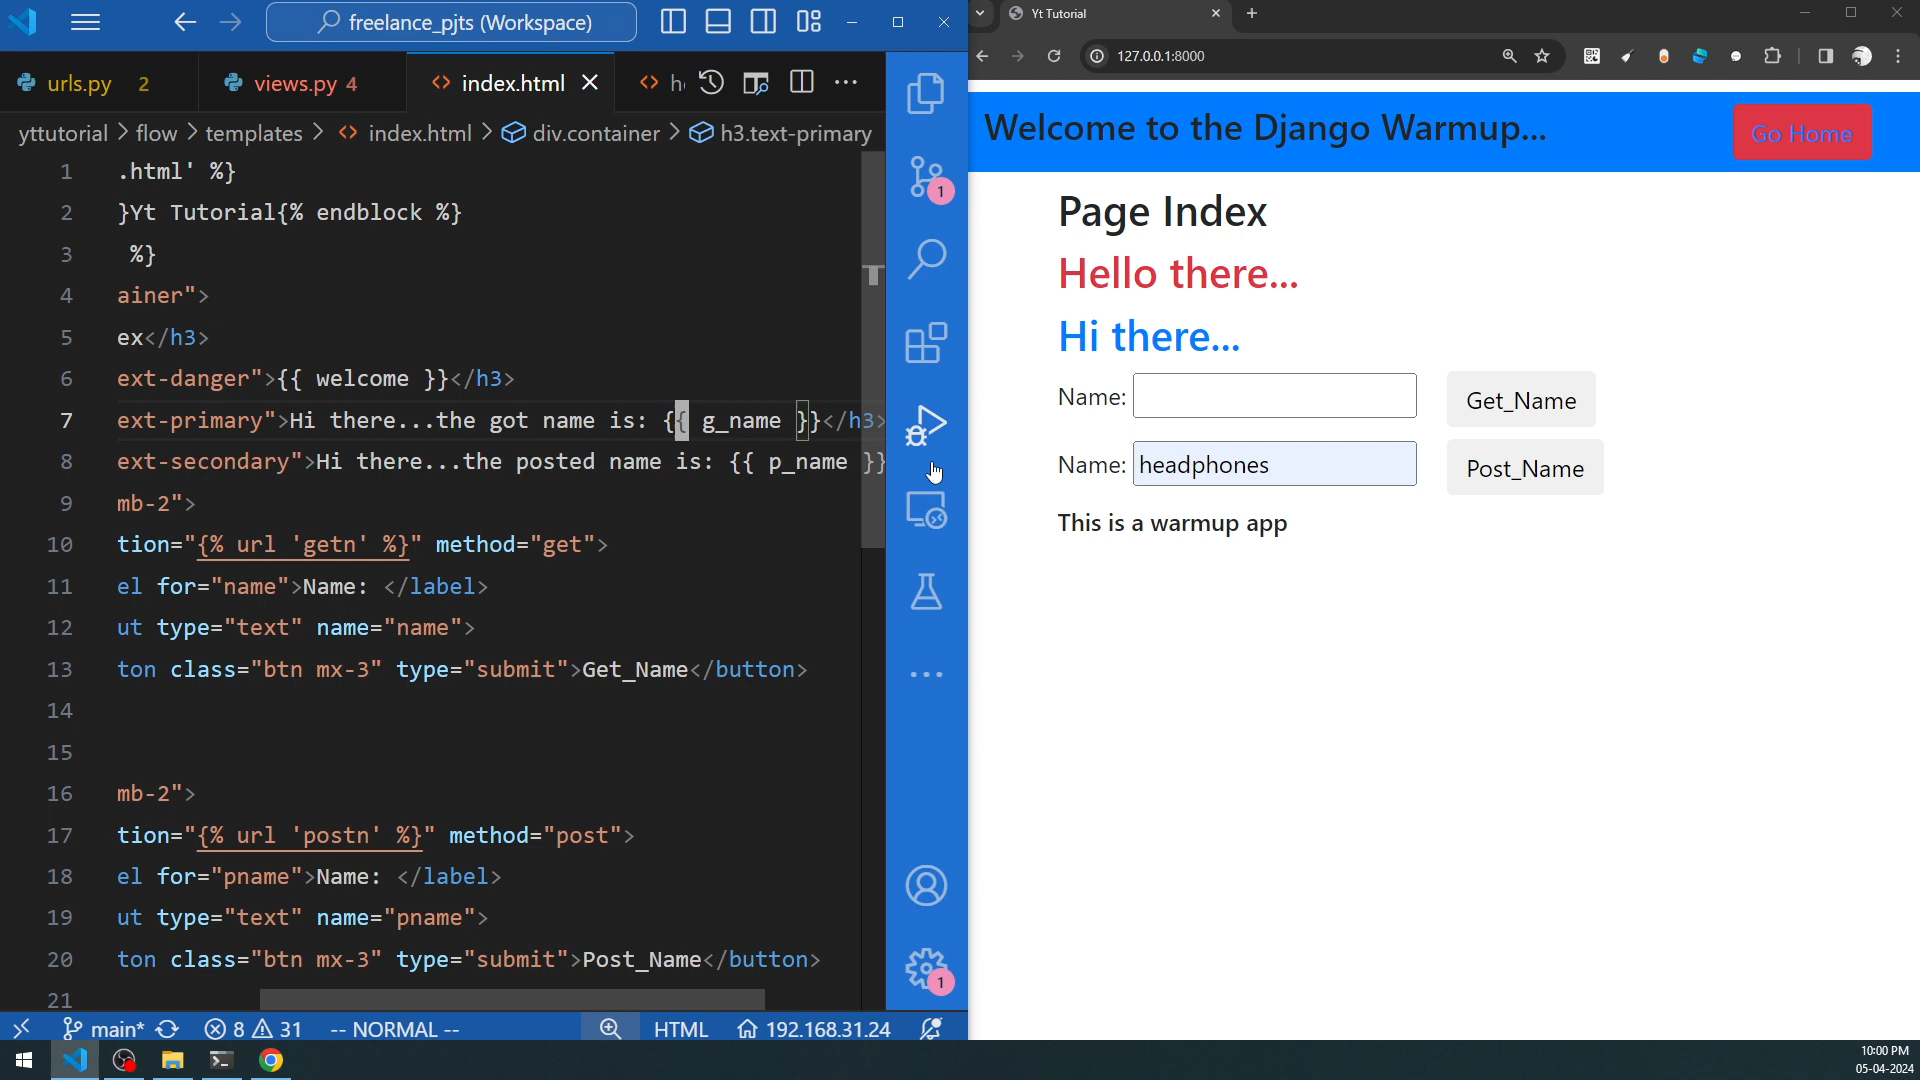 freelance_pjts (Workspace)
urls.py 2
views.py 4
index.html
yttutorial > flow > templates > index.html > div.container > h3.text-primary
1 .html' %}
2 }Yt Tutorial{% endblock %}
3 %}
4 ainer">
5 ex</h3>
6 ext-danger">{{ welcome }}</h3>
7 ext-primary">Hi there...the got name is: {{ g_name }}</h3>
8 ext-secondary">Hi there...the posted name is: {{ p_name }}
9 mb-2">
10 tion="{% url 'getn' %}" method="get">
11 el for="name">Name: </label>
12 ut type="text" name="name">
13 ton class="btn mx-3" type="submit">Get_Name</button>
14
15
16 mb-2">
17 tion="{% url 'postn' %}" method="post">
18 el for="pname">Name: </label>
19 ut type="text" name="pname">
20 ton class="btn mx-3" type="submit">Post_Name</button>
21
1
1
main* 8 31 -- NORMAL -- HTML 192.168.31.24
Yt Tutorial
127.0.0.1:8000
Welcome to the Django Warmup...
Go Home
Page Index
Hello there...
Hi there...
Name: Get_Name
Name: headphones Post_Name
This is a warmup app
10:00 PM
05-04-2024